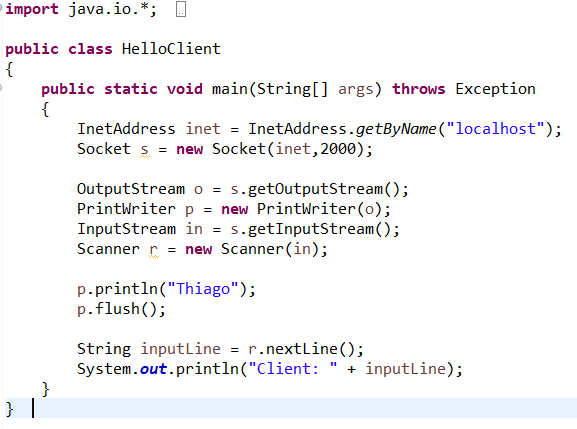 import java.io.*;
public class HelloClient
{
    public static void main(String[] args) throws Exception
    {
        InetAddress inet = InetAddress.getByName("localhost");
        Socket s = new Socket(inet,2000);
        OutputStream o = s.getOutputStream();
        PrintWriter p = new PrintWriter(o);
        InputStream in = s.getInputStream();
        Scanner r = new Scanner(in);
        p.println("Thiago");
        p.flush();
        String inputLine = r.nextLine();
        System.out.println("Client: " + inputLine);
    }
}